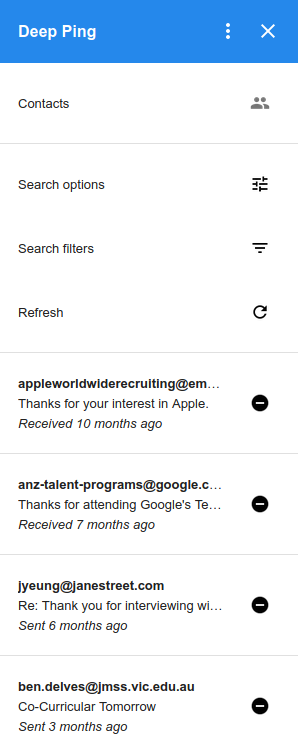 Deep Ping
Contacts
Search options
Search filters
Refresh
appleworldwiderecruiting@em…
Thanks for your interest in Apple.
Received 10 months ago
anz-talent-programs@google.c…
Thanks for attending Google's Te…
Received 7 months ago
jyeung@janestreet.com
Re: Thank you for interviewing wi…
Sent 6 months ago
ben.delves@jmss.vic.edu.au
Co-Curricular Tomorrow
Sent 3 months ago